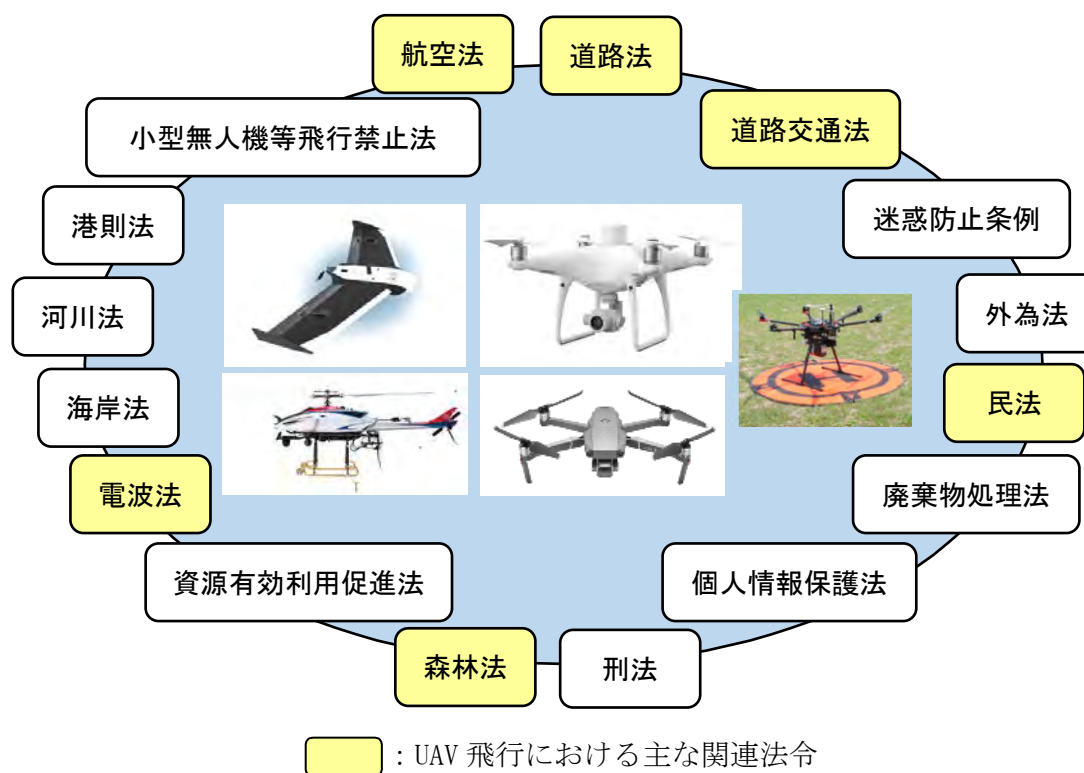 航空法
道路法
道路交通法
小型無人機等飛行禁止法
迷惑防止条例
港則法
外為法
河川法
民法
海岸法
電波法
廃棄物処理法
資源有効利用促進法
個人情報保護法
森林法
刑法
：UAV 飛行における主な関連法令